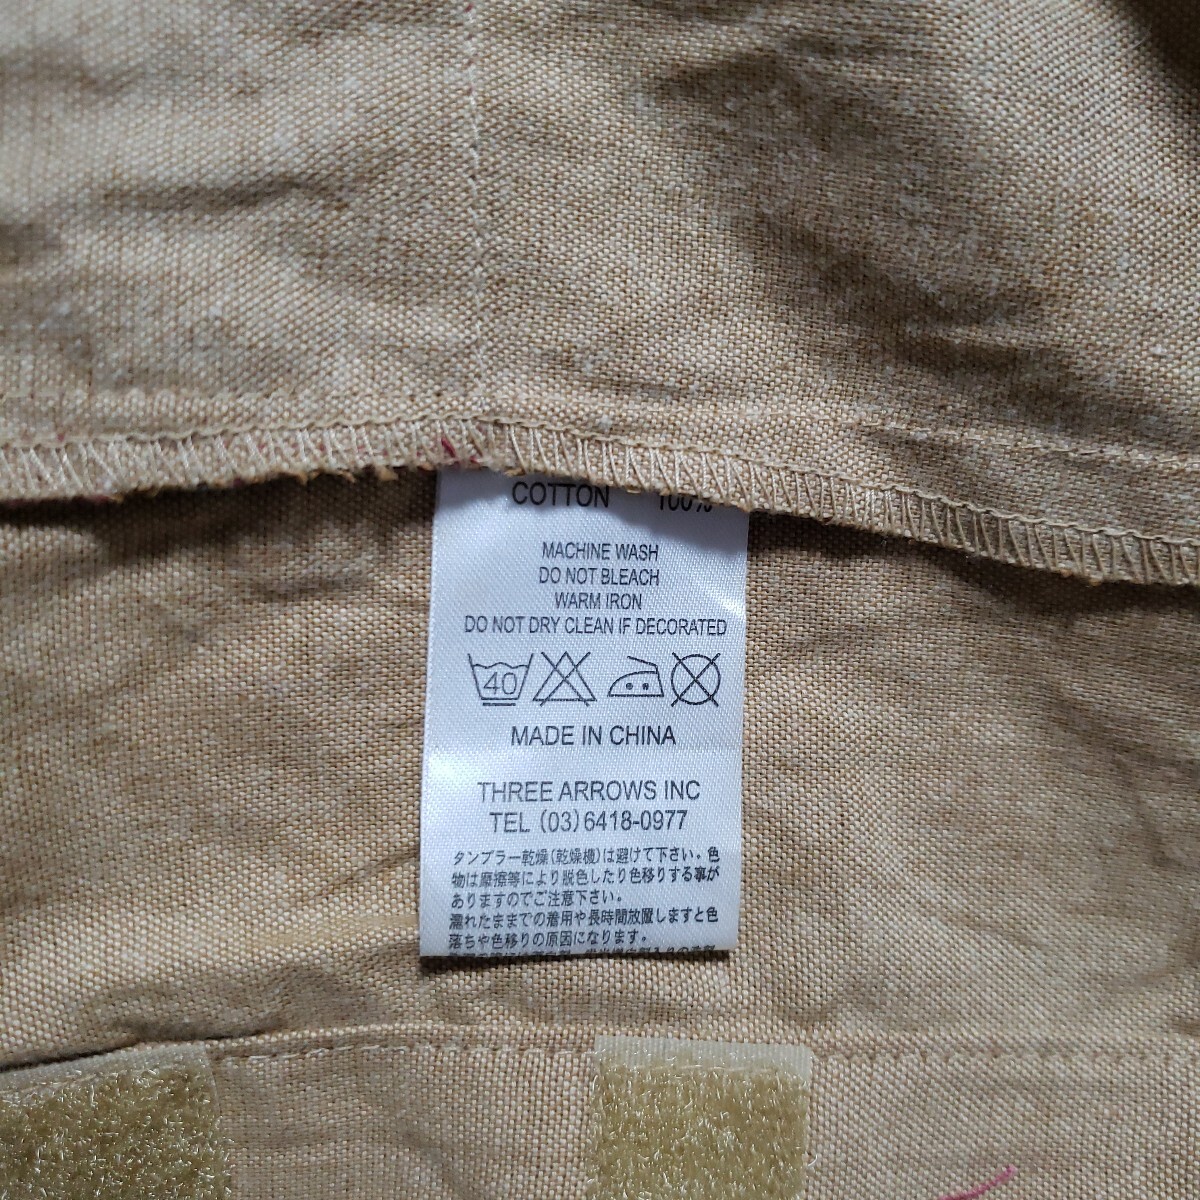 COTTON 100%
MACHINE WASH
DO NOT BLEACH
WARM IRON
DO NOT DRY CLEAN IF DECORATED
40
MADE IN CHINA
THREE ARROWS INC
TEL (03)6418-0977
タンブラー乾燥(乾燥機)は避けて下さい。色
物は摩擦等により脱色したり色移りする事が
ありますのでご注意下さい。
濡れたままでの着用や長時間放置しますと色
落ちや色移りの原因になります。